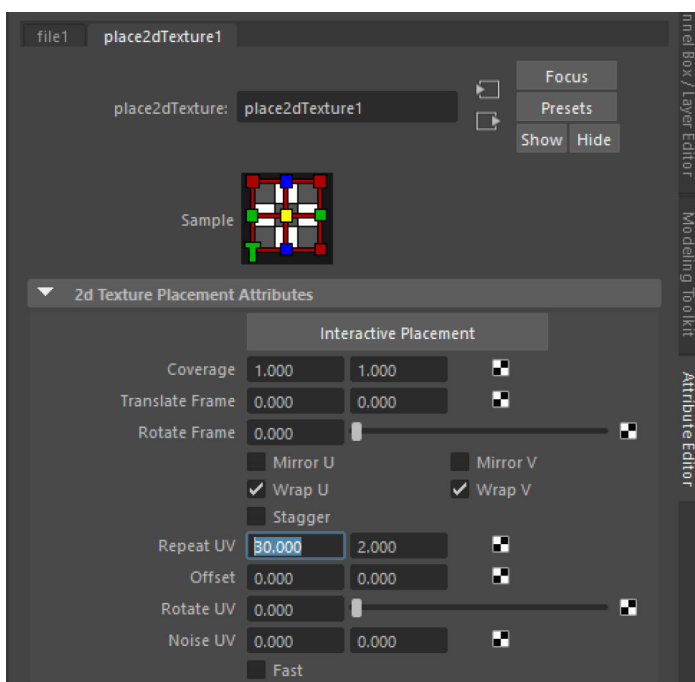 file1 place2dTexture1
Focus
place2dTexture: place2dTexture1 Presets
Show Hide
Sample
2d Texture Placement Attributes
Interactive Placement
Coverage 1.000 1.000
Translate Frame 0.000 0.000
Rotate Frame 0.000
Mirror U Mirror V
Wrap U Wrap V
Stagger
Repeat UV 30.000 2.000
Offset 0.000 0.000
Rotate UV 0.000
Noise UV 0.000 0.000
Fast
Box / Layer Editor
Modeling Toolkit
Attribute Editor